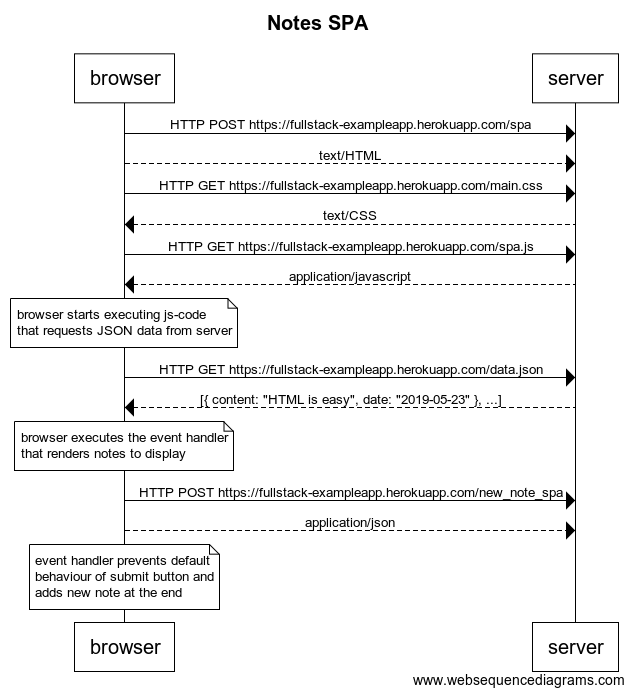 Notes SPA
browser
server
HTTP POST https://fullstack-exampleapp.herokuapp.com/spa
text/HTML
HTTP GET https://fullstack-exampleapp.herokuapp.com/main.css
text/CSS
HTTP GET https://fullstack-exampleapp.herokuapp.com/spa.js
application/javascript
browser starts executing js-code
that requests JSON data from server
HTTP GET https://fullstack-exampleapp.herokuapp.com/data.json
[{ content: "HTML is easy", date: "2019-05-23" }, ...]
browser executes the event handler
that renders notes to display
HTTP POST https://fullstack-exampleapp.herokuapp.com/new_note_spa
application/json
event handler prevents default
behaviour of submit button and
adds new note at the end
browser
server
www.websequencediagrams.com